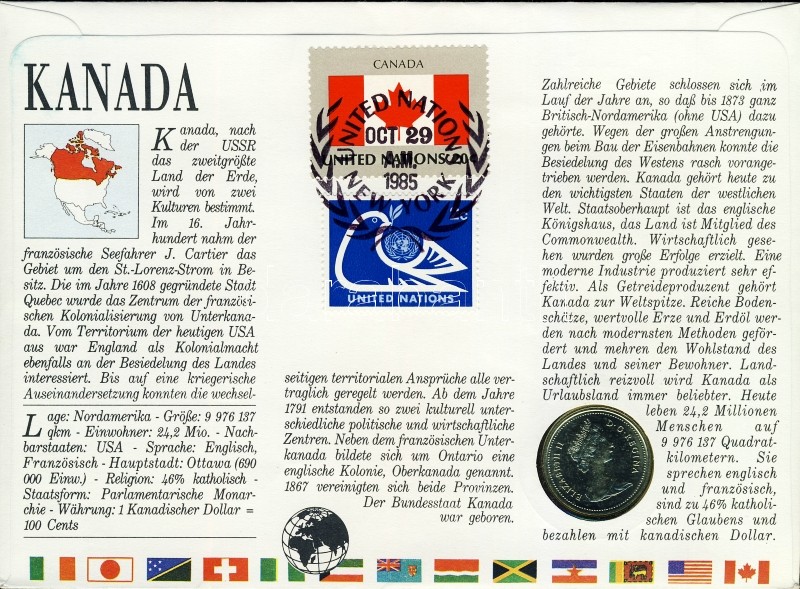 KANADA
Kanada, nach
der USSR
das zweitgrößte
Land der Erde,
wird von zwei
Kulturen bestimmt.
Im 16. Jahr-
hundert nahm der
französische Seefahrer J. Cartier das
Gebiet um den St.-Lorenz-Strom in Be-
sitz. Die im Jahre 1608 gegründete Stadt
Quebec wurde das Zentrum der französi-
schen Kolonialisierung von Unterkana-
da. Vom Territorium der heutigen USA
aus war England als Kolonialmacht
ebenfalls an der Besiedelung des Landes
interessiert. Bis auf eine kriegerische
Auseinandersetzung konnten die wechsel-
Lage: Nordamerika - Größe: 9 976 137
qkm - Einwohner: 24,2 Mio. - Nach-
barstaaten: USA - Sprache: Englisch,
Französisch - Hauptstadt: Ottawa (690
000 Einw.) - Religion: 46% katholisch -
Staatsform: Parlamentarische Monar-
chie - Währung: 1 Kanadischer Dollar =
100 Cents
CANADA
UNITED NATIONS 20c
UNITED NATIONS
OCT 29
A.M.
1985
NEW YORK
UNITED NATIONS
seitigen territorialen Ansprüche alle ver-
traglich geregelt werden. Ab dem Jahre
1791 entstanden so zwei kulturell unter-
schiedliche politische und wirtschaftliche
Zentren. Neben dem französischen Unter-
kanada bildete sich um Ontario eine
englische Kolonie, Oberkanada genannt.
1867 vereinigten sich beide Provinzen.
Der Bundesstaat Kanada
war geboren.
Zahlreiche Gebiete schlossen sich im
Lauf der Jahre an, so daß bis 1873 ganz
Britisch-Nordamerika (ohne USA) dazu
gehörte. Wegen der großen Anstrengun-
gen beim Bau der Eisenbahnen konnte die
Besiedelung des Westens rasch vorange-
trieben werden. Kanada gehört heute zu
den wichtigsten Staaten der westlichen
Welt. Staatsoberhaupt ist das englische
Königshaus, das Land ist Mitglied des
Commonwealth. Wirtschaftlich gese-
hen wurden große Erfolge erzielt. Eine
moderne Industrie produziert sehr ef-
fektiv. Als Getreideproduzent gehört
Kanada zur Weltspitze. Reiche Boden-
schätze, wertvolle Erze und Erdöl wer-
den nach modernsten Methoden geför-
dert und mehren den Wohlstand des
Landes und seiner Bewohner. Land-
schaftlich reizvoll wird Kanada als
Urlaubsland immer beliebter. Heute
leben 24,2 Millionen
Menschen auf
9 976 137 Quadrat-
kilometern. Sie
sprechen englisch
und französisch,
sind zu 46% katholi-
schen Glaubens und
bezahlen mit kanadischen Dollar.
ELIZABETH II D·G·REGINA